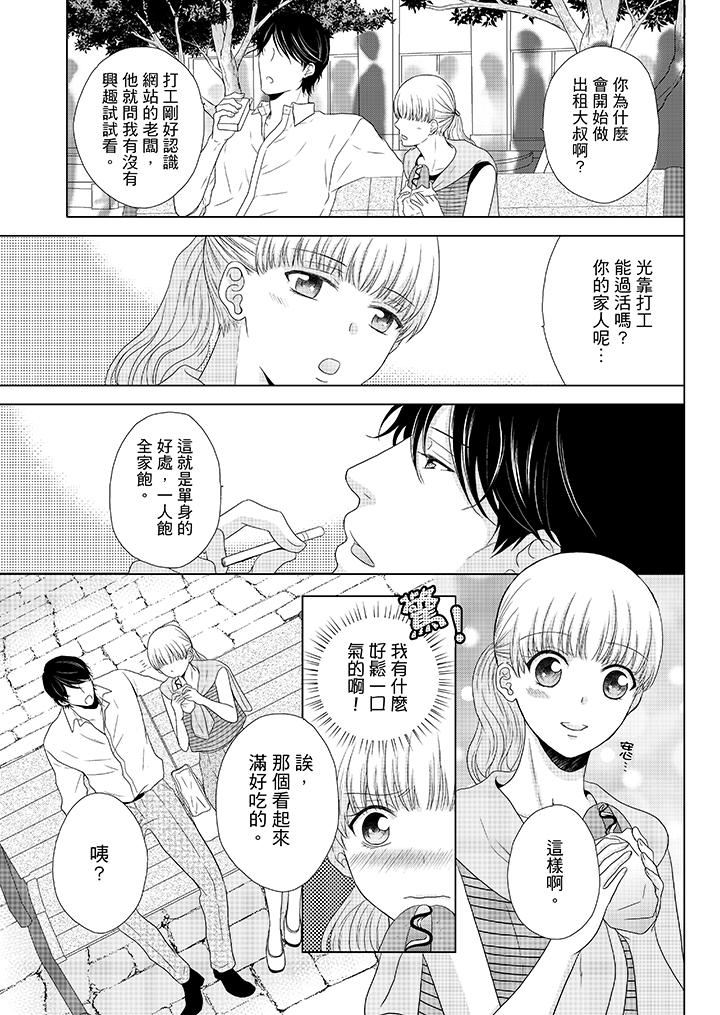 你為什麼
會開始做
出租大叔啊?
打工剛好認識
網站的老闆,
他就問我有沒有
興趣試試看。
光靠打工
能過活嗎?
你的家人呢…
這就是單身的
好處,一人飽
全家飽。
窓…
這樣啊。
驚!
我有什麼
好鬆一口
氣的啊!
誒,
那個看起來
滿好吃的。
咦?